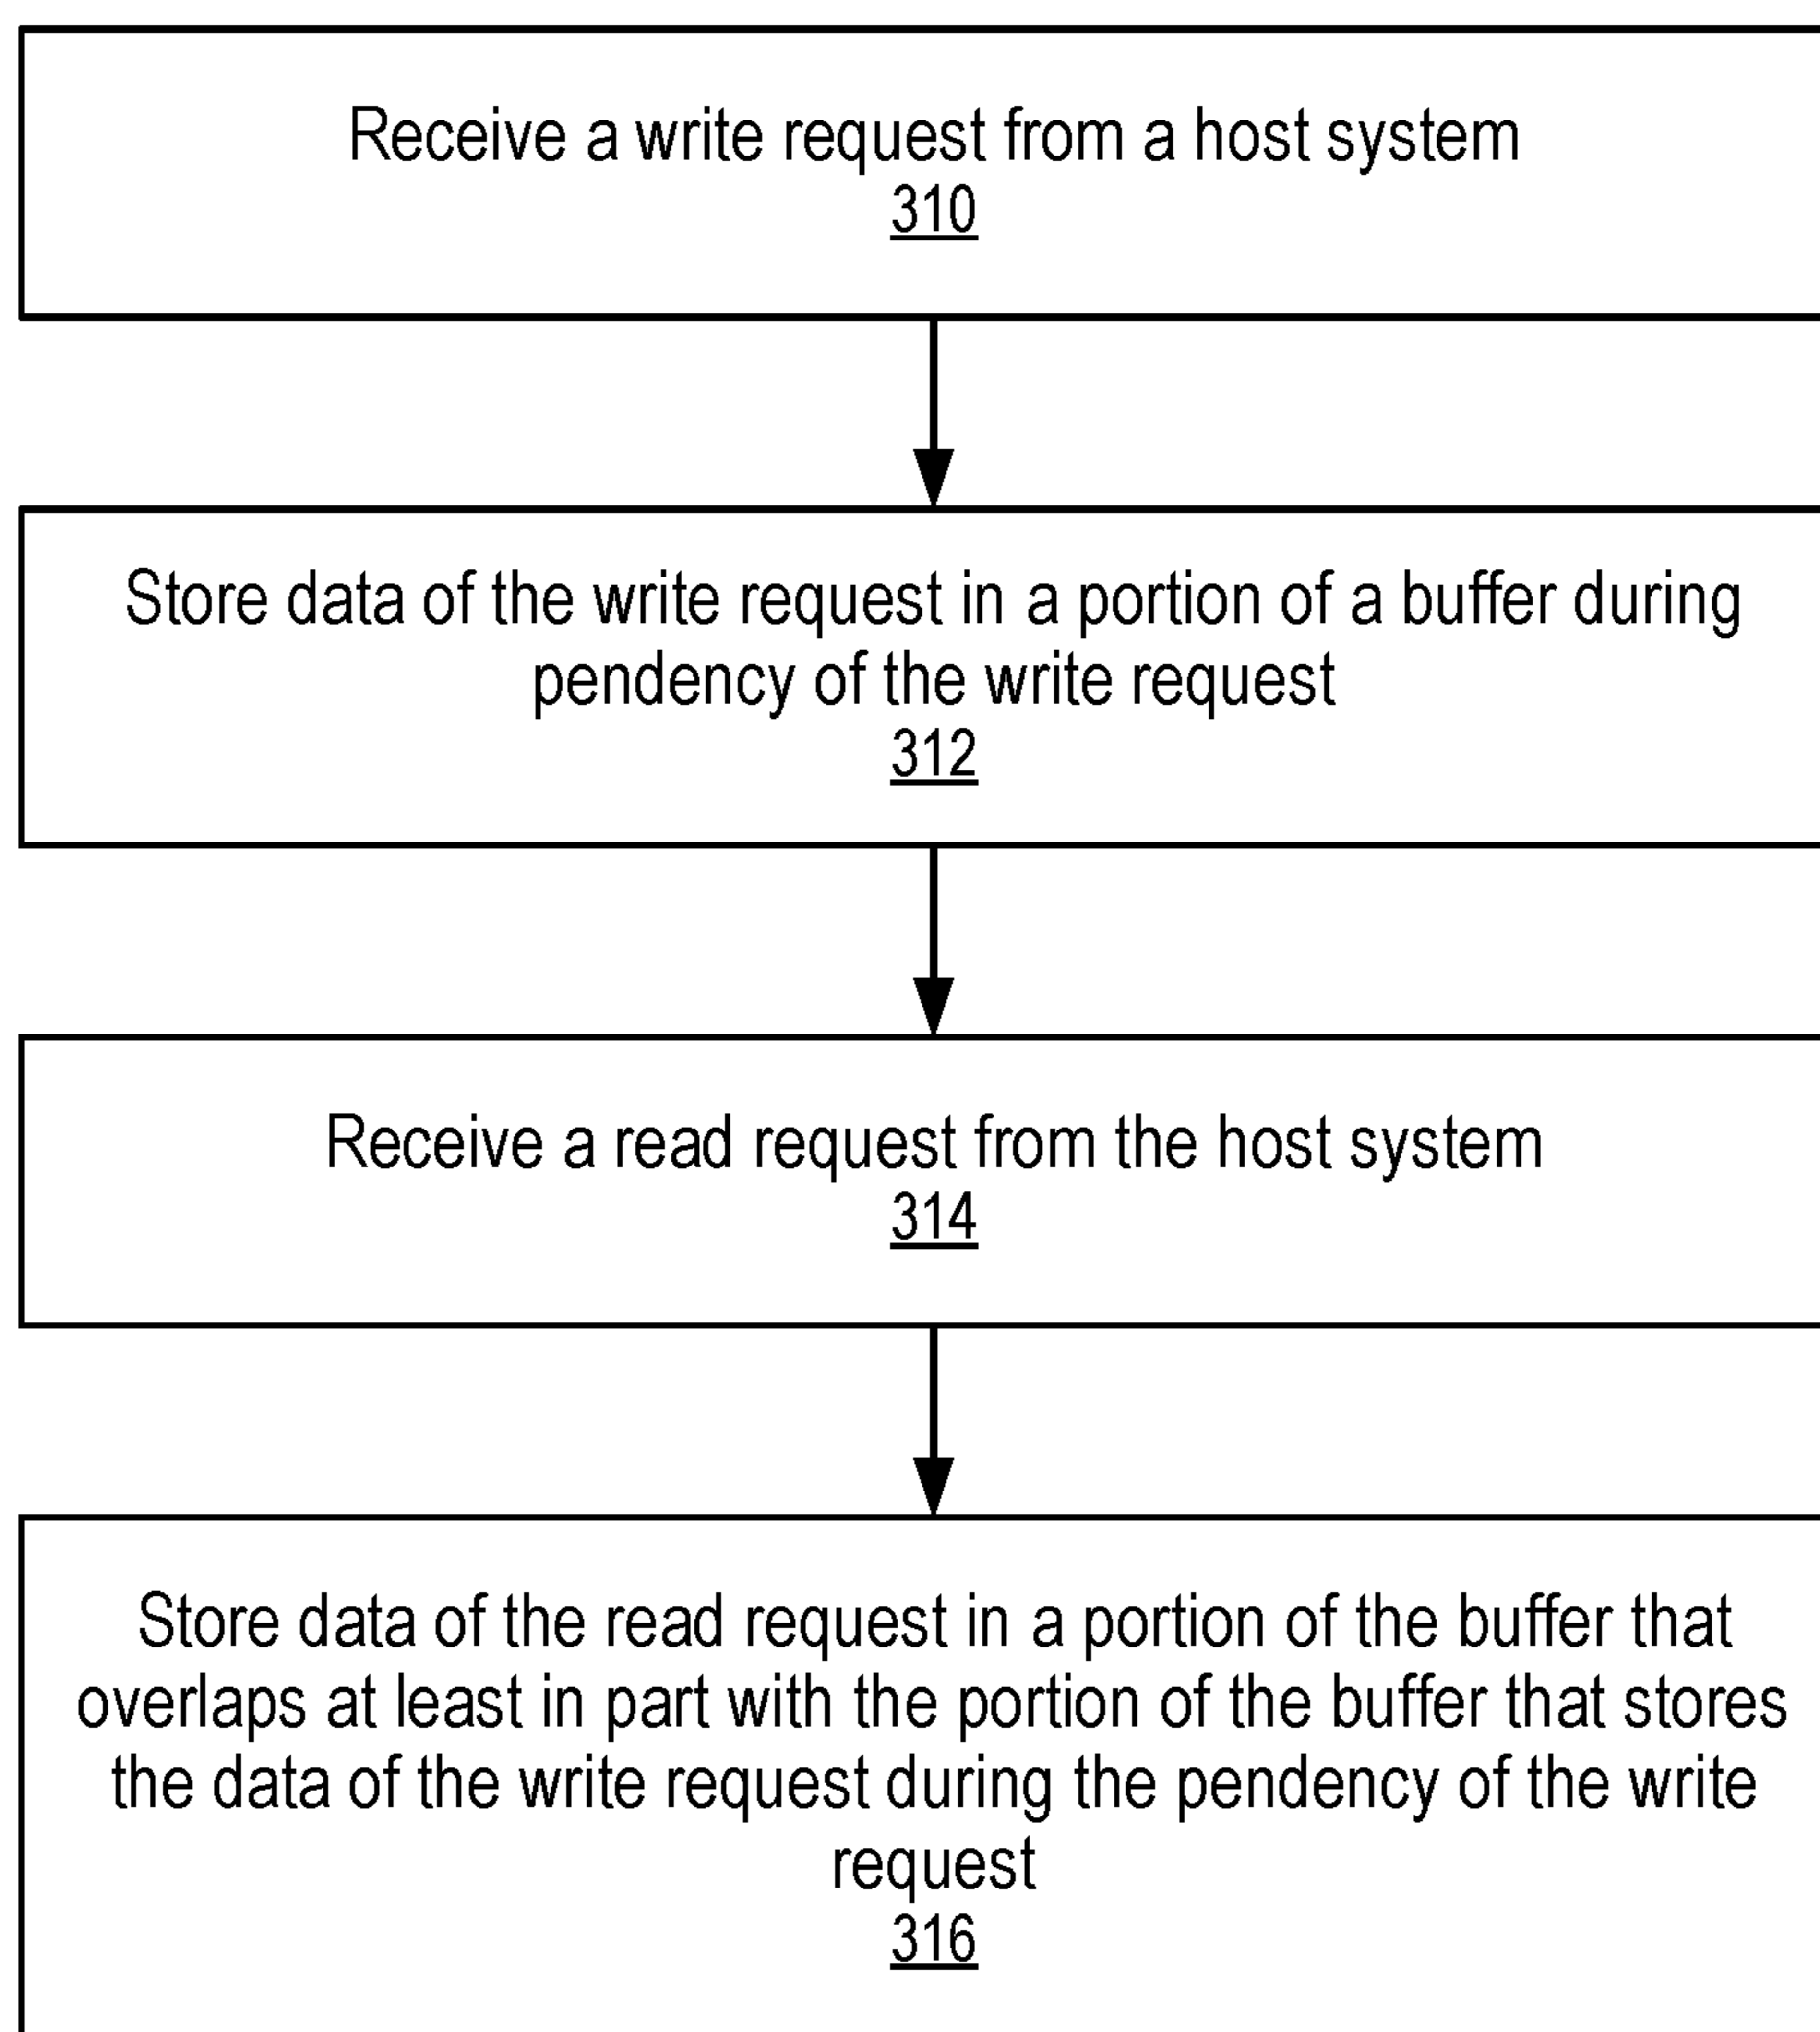 Receive a write request from a host system
310
Store data of the write request in a portion of a buffer during
pendency of the write request
312
Receive a read request from the host system
314
Store data of the read request in a portion of the buffer that
overlaps at least in part with the portion of the buffer that stores
the data of the write request during the pendency of the write
request
316